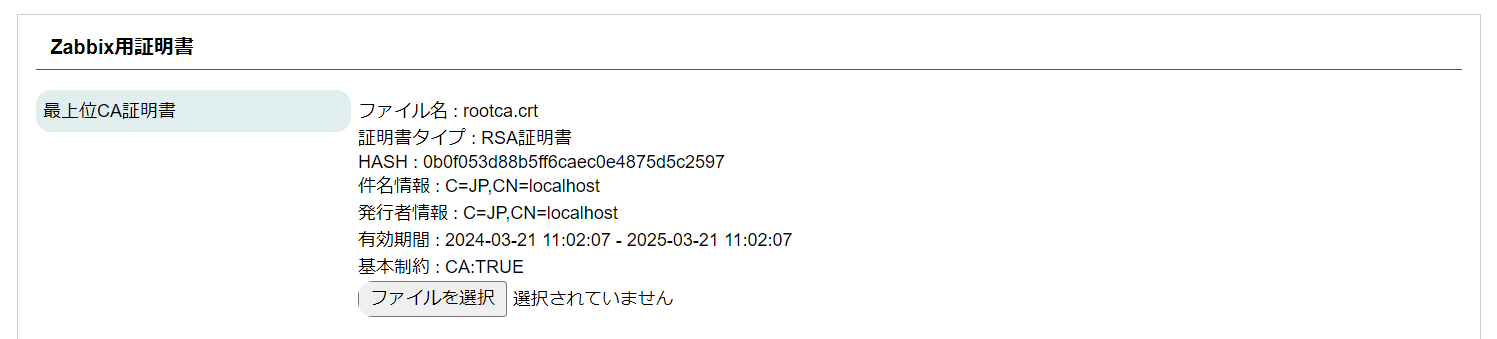 Zabbix用証明書
最上位CA証明書
ファイル名 : rootca.crt
証明書タイプ : RSA証明書
HASH : 0b0f053d88b5ff6caec0e4875d5c2597
件名情報 : C=JP,CN=localhost
発行者情報 : C=JP,CN=localhost
有効期間 : 2024-03-21 11:02:07 - 2025-03-21 11:02:07
基本制約 : CA:TRUE
ファイルを選択 選択されていません